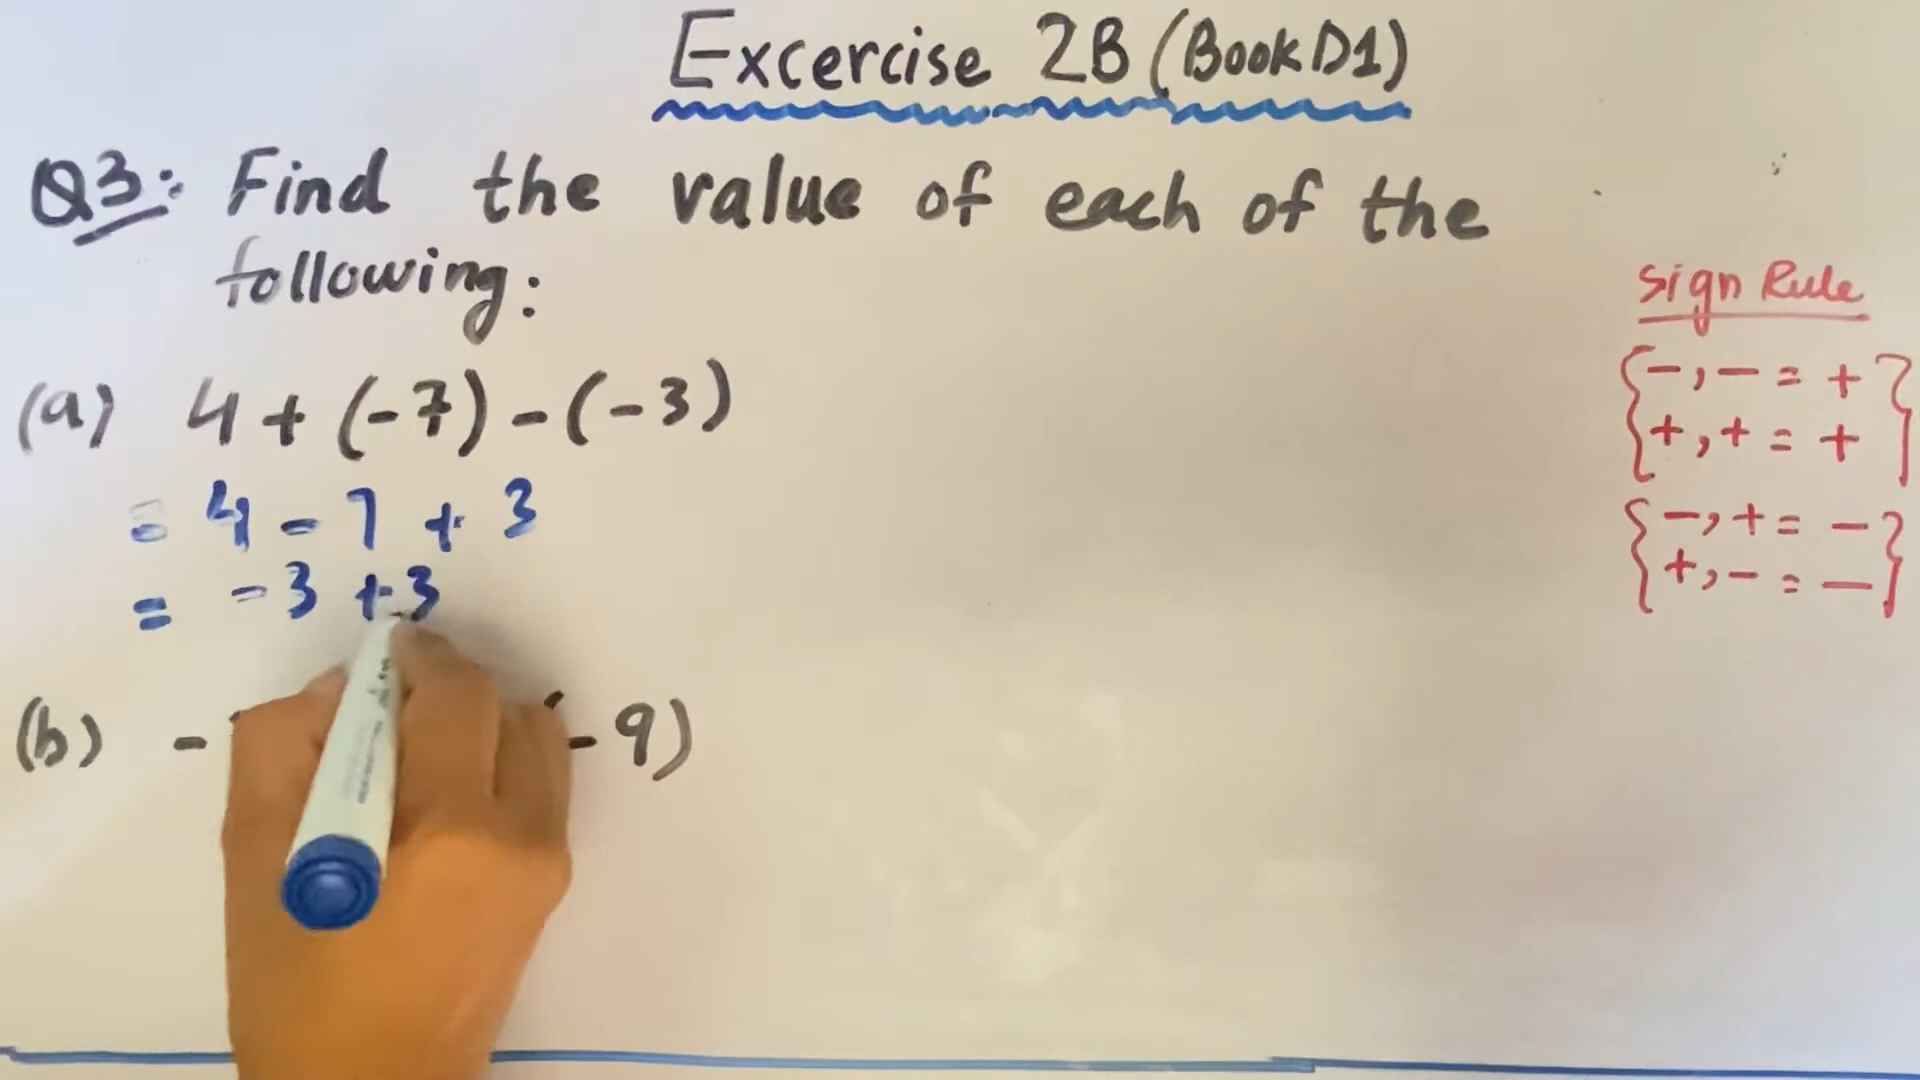 Excercise 2B (Book D1)
Q3: Find the value of each of the
following:
(a) 4 + (-7) - (-3)
= 4 - 7 + 3
= -3 + 3
(b) - - 9)
Sign Rule
{-, - = +}
{+, + = +}
{-, + = -}
{+, - = -}